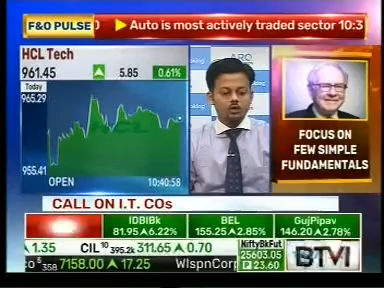 F&O PULSE
Auto is most actively traded sector 10:3
HCL Tech
961.45 5.85 0.61%
Today
965.29
HCL
955.41
OPEN 10:40:58
FOCUS ON
FEW SIMPLE
FUNDAMENTALS
CALL ON I.T. COs
IDBIBk
81.95 ▲ 6.22%
BEL
155.25 ▲ 2.85%
GujPipav
146.20 ▲ 2.78%
▲ 1.35 CIL 10 395.2k 311.65 ▲ 0.70
NiftyBkFut
25603.05
P 23.60
BTVI
358 7158.00 ▲ 17.25 WlspnCorp